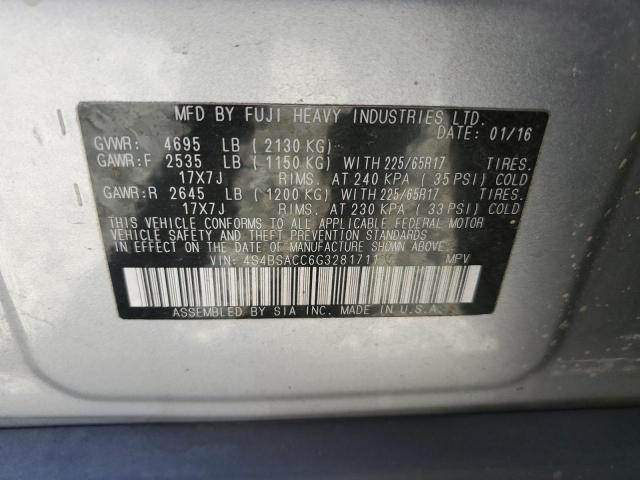 MFD BY FUJI HEAVY INDUSTRIES LTD.
DATE: 01/16
GVWR: 4695 LB ( 2130 KG)
GAWR:F 2535 LB ( 1150 KG) WITH 225/65R17 TIRES.
17X7J RIMS. AT 240 KPA ( 35 PSI) COLD
GAWR:R 2645 LB ( 1200 KG) WITH 225/65R17 TIRES.
17X7J RIMS. AT 230 KPA ( 33 PSI) COLD
THIS VEHICLE CONFORMS TO ALL APPLICABLE FEDERAL MOTOR
VEHICLE SAFETY AND THEFT PREVENTION STANDARDS
IN EFFECT ON THE DATE OF MANUFACTURE SHOWN ABOVE.
VIN: 4S4BSACC6G3281711 MPV
ASSEMBLED BY SIA INC. MADE IN U.S.A.